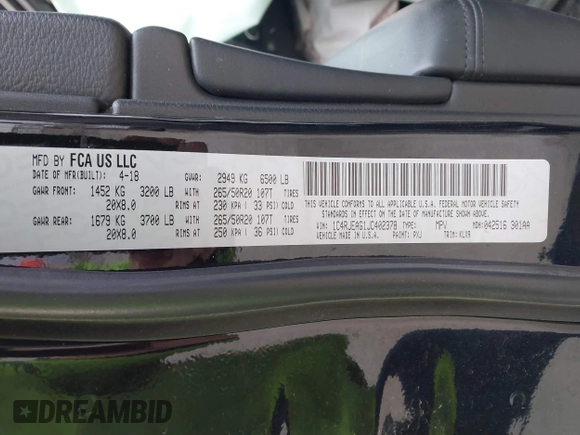 MFD BY FCA US LLC
DATE OF MFR(BUILT): 4-18 GVWR: 2949 KG 6500 LB
GAWR FRONT: 1452 KG 3200 LB WITH 265/50R20 107T TIRES
20X8.0 RIMS AT 230 KPA ( 33 PSI) COLD
GAWR REAR: 1679 KG 3700 LB WITH 265/50R20 107T TIRES
20X8.0 RIMS AT 250 KPA ( 36 PSI) COLD
THIS VEHICLE CONFORMS TO ALL APPLICABLE U.S.A. FEDERAL MOTOR VEHICLE SAFETY
STANDARDS IN EFFECT ON THE DATE OF MANUFACTURE SHOWN ABOVE.
VIN: 1C4RJEAG1JC402378 TYPE: MPV MDH:042516 301AA
VEHICLE MADE IN U.S.A. PAINT: PXJ TRIM: KLXR
DREAMBID